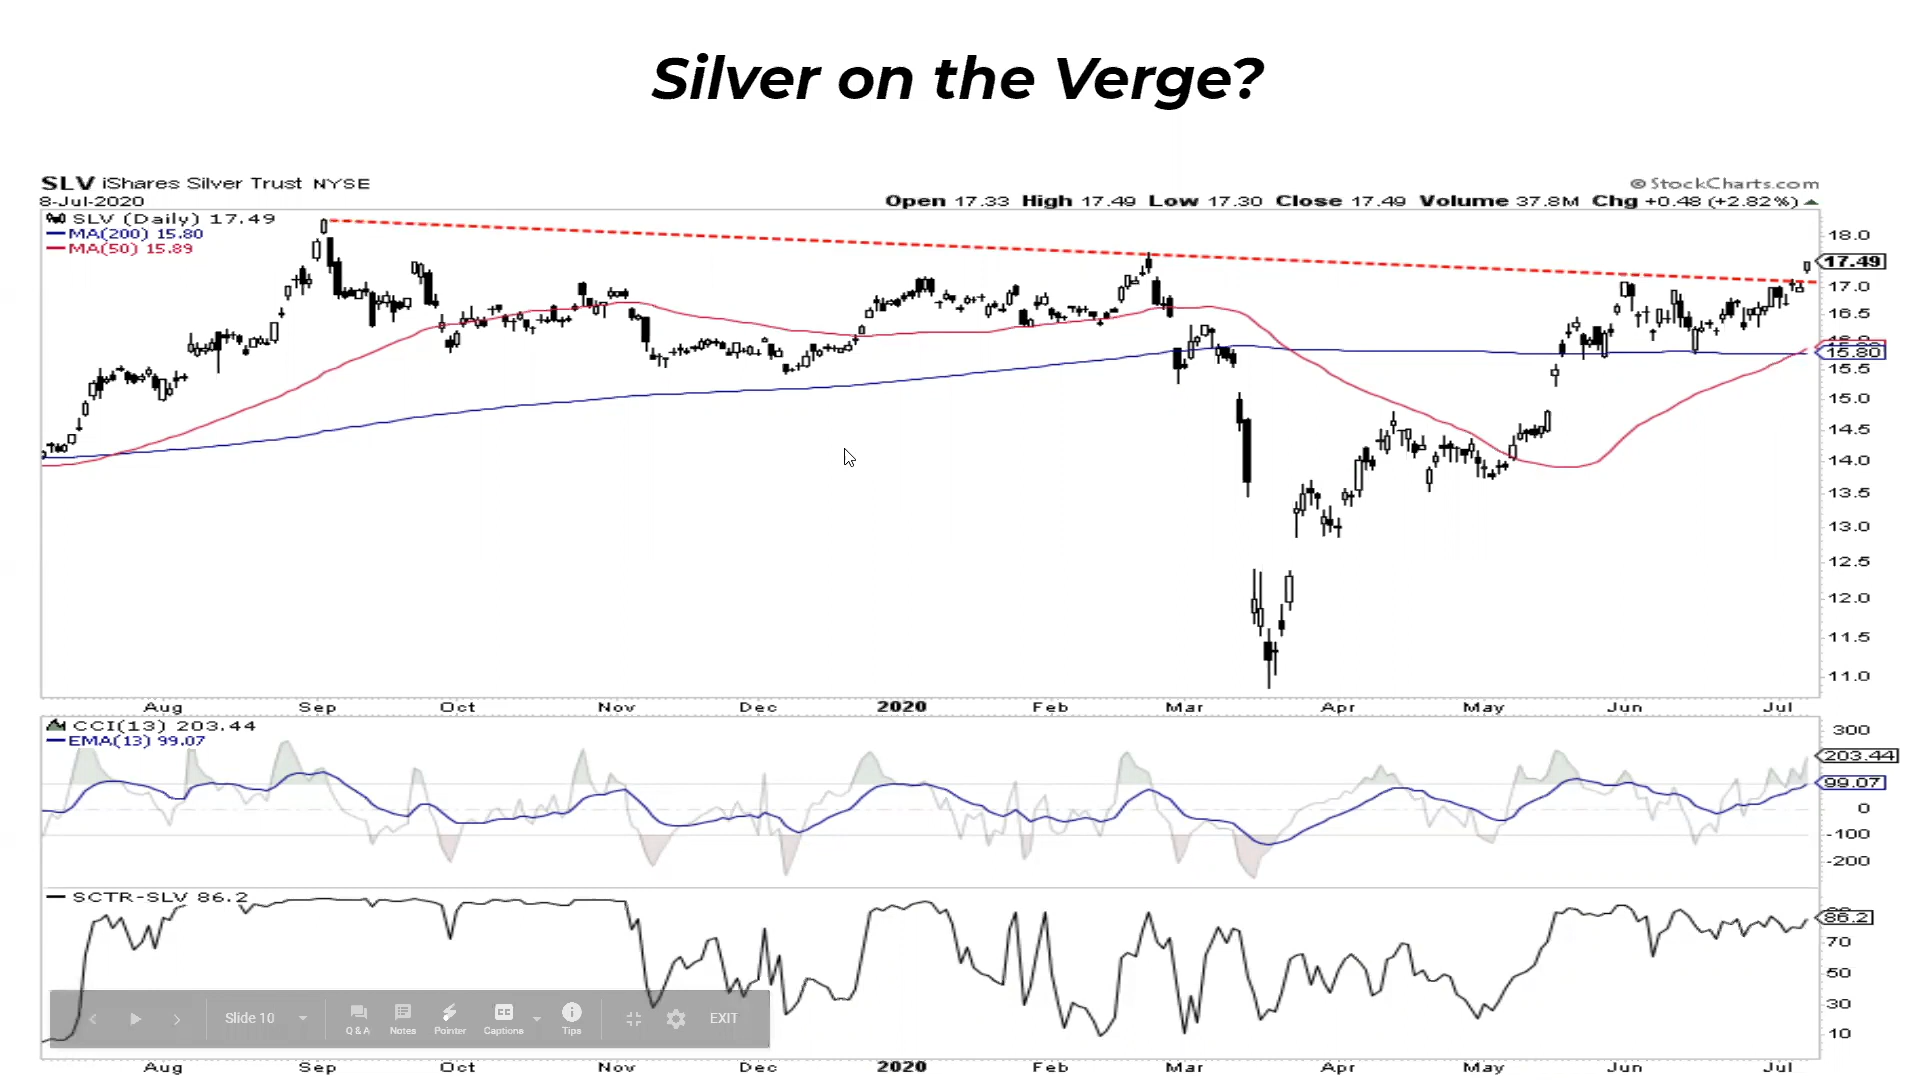 Silver on the Verge?
SLV iShares Silver Trust NYSE
© StockCharts.com
8-Jul-2020
Open 17.33 High 17.49 Low 17.30 Close 17.49 Volume 37.8M Chg +0.48 (+2.82%)
SLV (Daily) 17.49
MA(200) 15.80
MA(50) 15.89
18.0
17.49
17.0
16.5
15.80
15.5
15.0
14.5
14.0
13.5
13.0
12.5
12.0
11.5
11.0
Aug Sep Oct Nov Dec 2020 Feb Mar Apr May Jun Jul
CCI(13) 203.44
EMA(13) 99.07
300
203.44
99.07
0
-100
-200
SCTR-SLV 86.2
86.2
70
50
30
10
Slide 10
Q & A Notes Pointer Captions Tips
EXIT
Aug Sep Oct Nov Dec 2020 Feb Mar Apr May Jun Jul